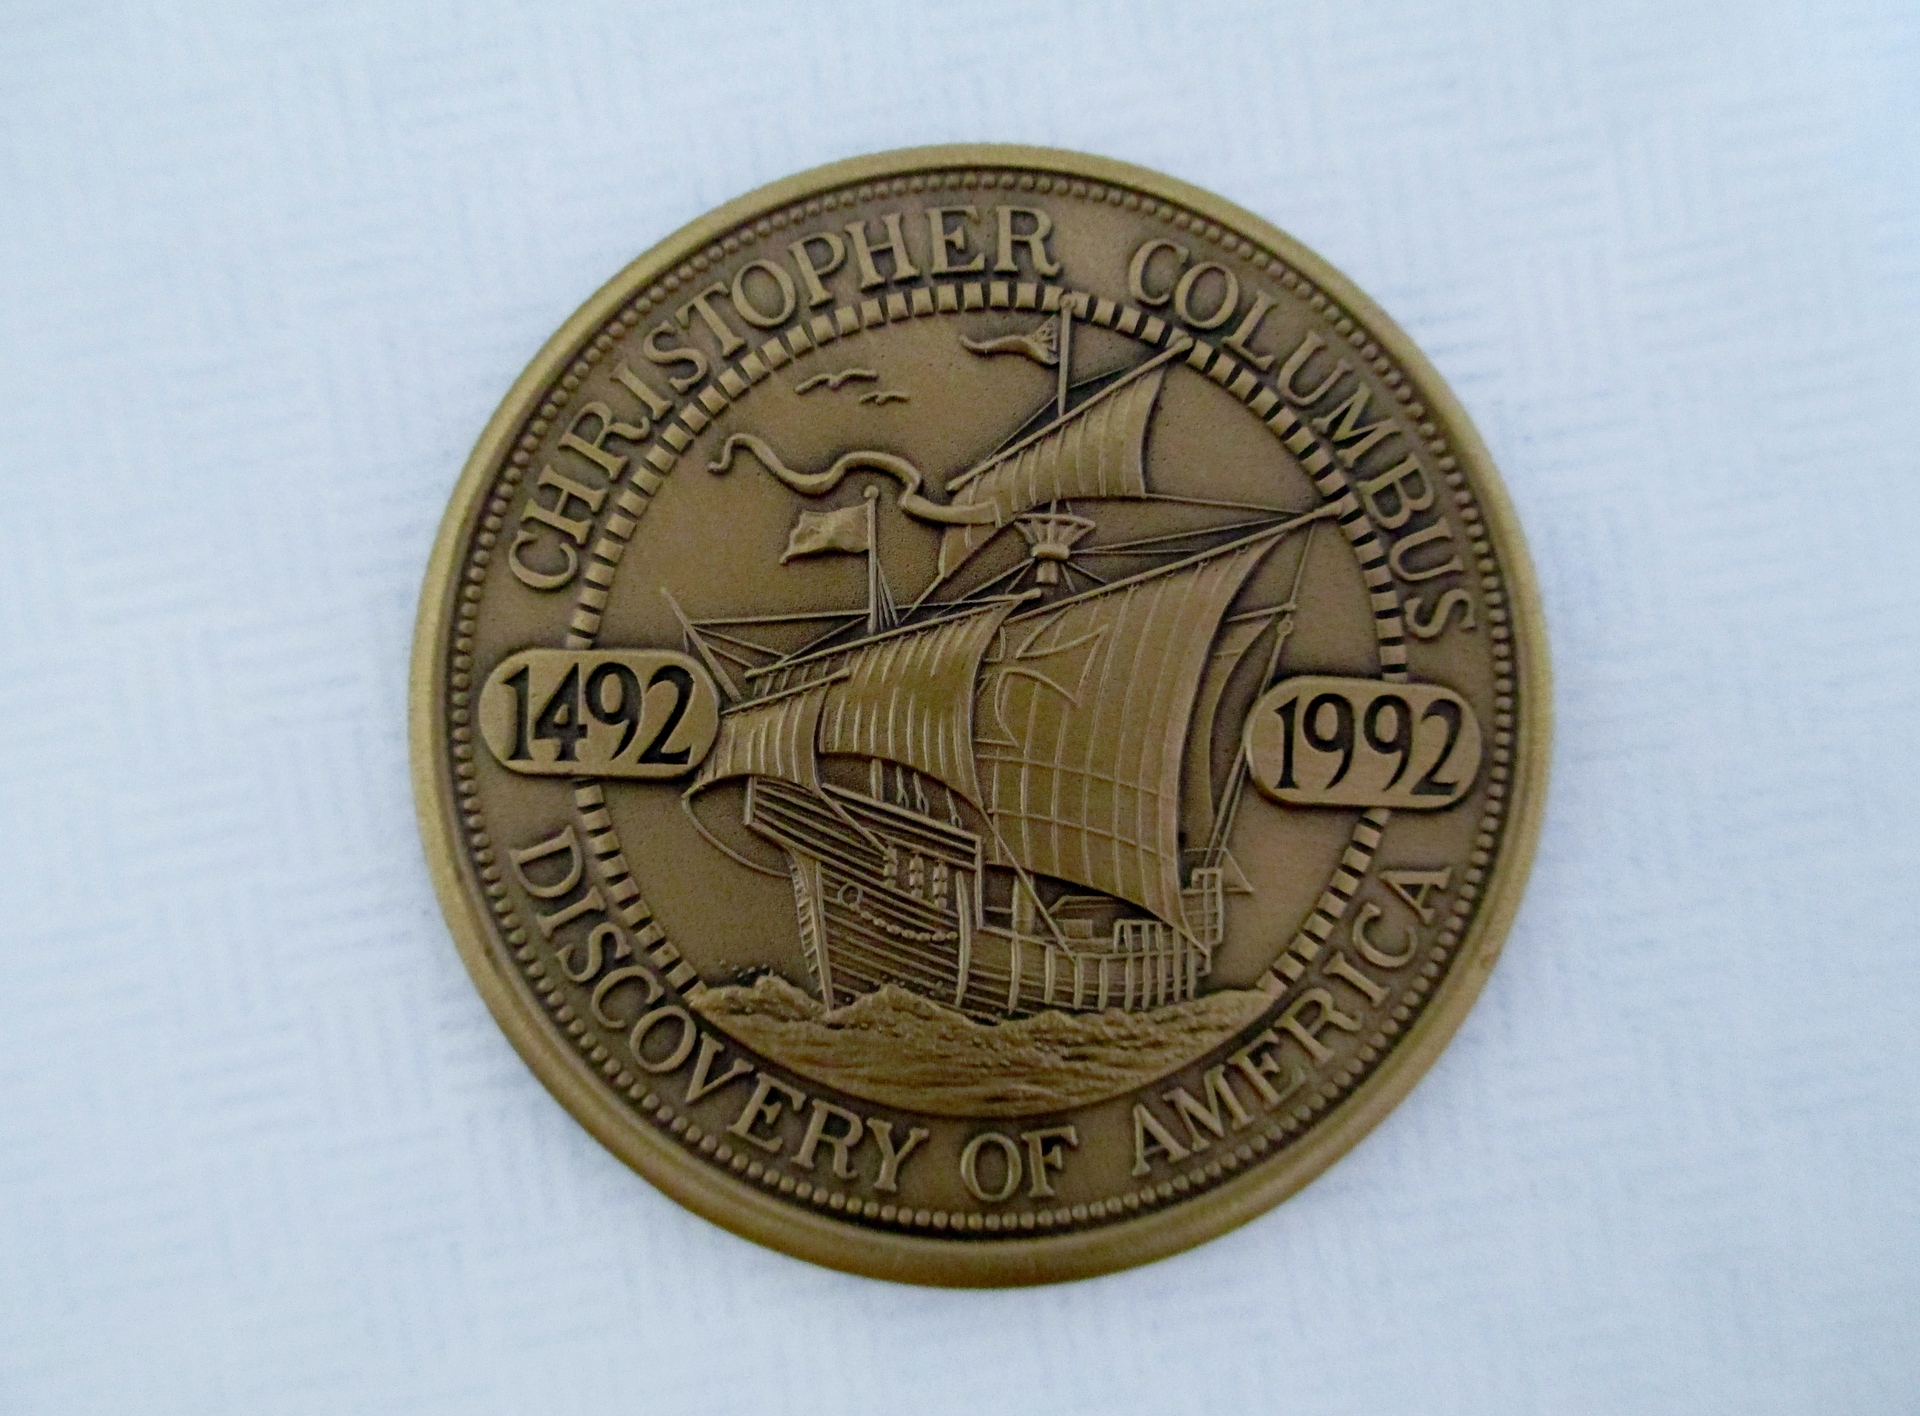 CHRISTOPHER COLUMBUS
1492
1992
DISCOVERY OF AMERICA